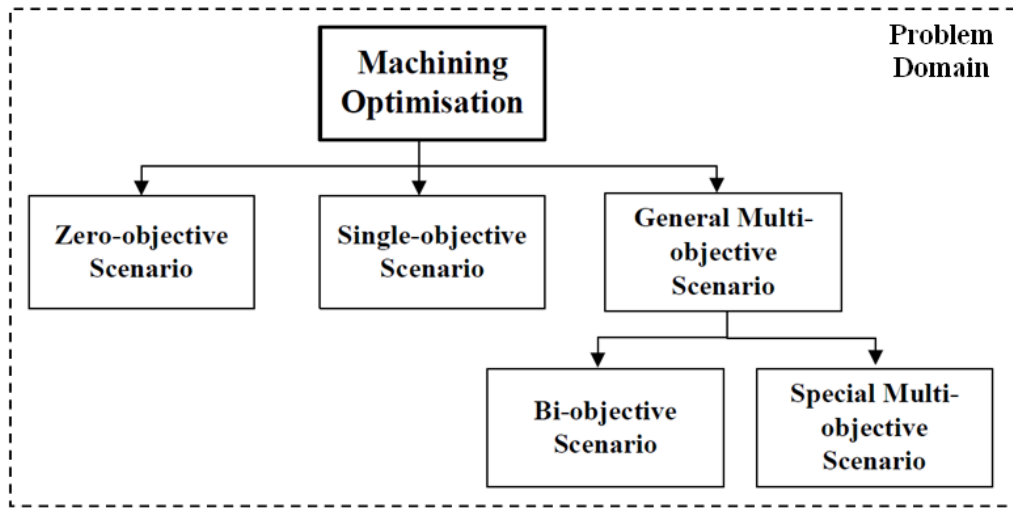 Problem
Domain
Machining
Optimisation
Zero-objective
Scenario
Single-objective
Scenario
General Multi-
objective
Scenario
Bi-objective
Scenario
Special Multi-
objective
Scenario